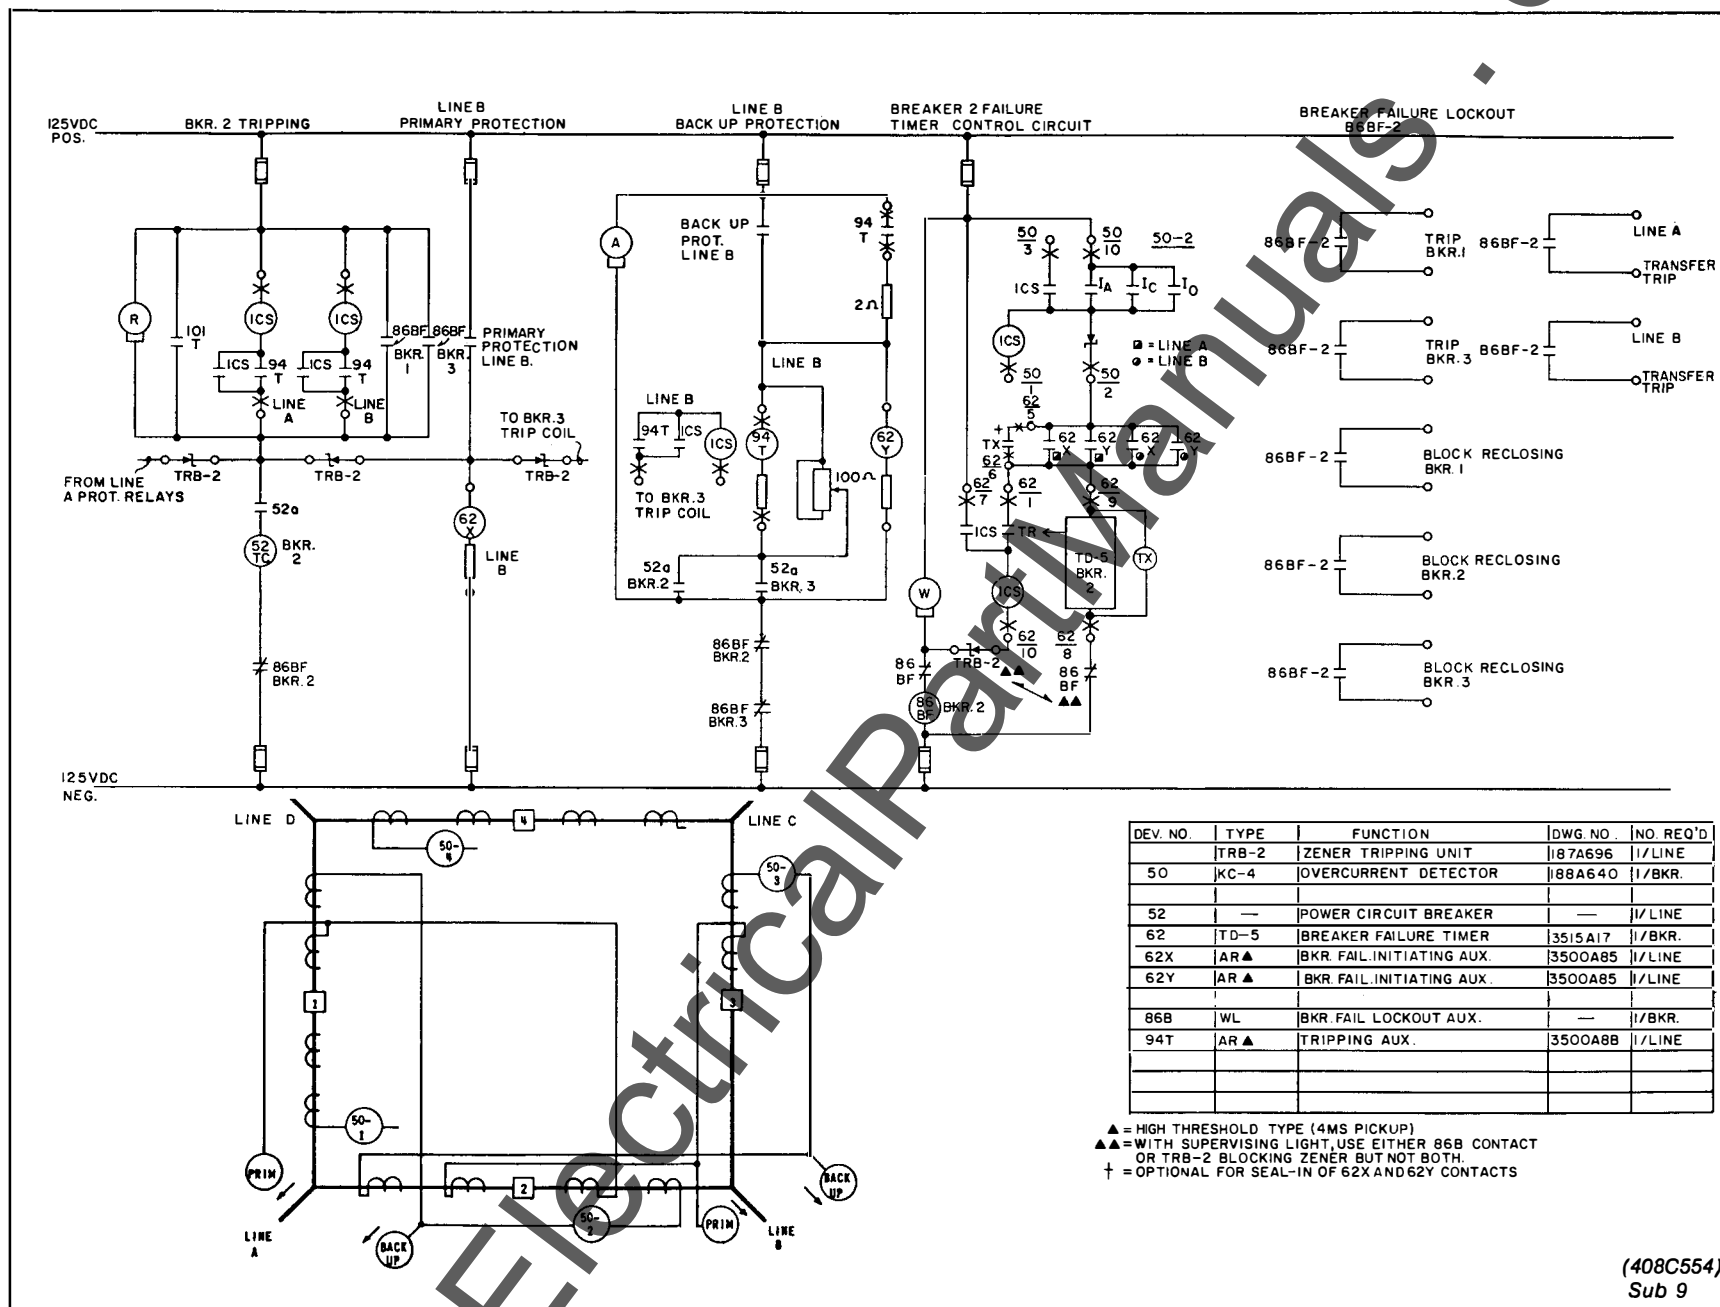 LINE B
LINE B
BREAKER 2 FAILURE
BREAKER FAILURE LOCKOUT
125VDC
POS.
BKR. 2 TRIPPING
PRIMARY PROTECTION
BACK UP PROTECTION
TIMER CONTROL CIRCUIT
86BF-2
R
101
T
ICS
ICS
ICS
94
T
ICS
94
T
LINE
A
LINE
B
86BF
BKR.
1
86BF
BKR.
3
PRIMARY
PROTECTION
LINE B.
TO BKR.3
TRIP COIL
TRB-2
TRB-2
TRB-2
FROM LINE
A PROT. RELAYS
52a
52
TC
BKR.
2
62
X
LINE
B
86BF
BKR.2
A
BACK UP
PROT.
LINE B
94
T
2Ω
LINE B
LINE B
94T
ICS
ICS
94
T
62
Y
100Ω
TO BKR.3
TRIP COIL
52a
BKR.2
52a
BKR. 3
86BF
BKR.2
86BF
BKR.3
50
3
50
10
50-2
ICS
IA
IC
IO
ICS
= LINE A
= LINE B
50
1
50
2
62
5
+
TX
62
X
62
Y
62
X
62
Y
62
6
62
7
62
1
62
9
ICS
TR
TD-5
BKR.
2
TX
W
ICS
62
10
62
8
TRB-2
▲▲
▲▲
86
BF
86
BF
86
BF
BKR. 2
86BF-2
TRIP
BKR.1
86BF-2
LINE A
TRANSFER
TRIP
86BF-2
TRIP
BKR.3
86BF-2
LINE B
TRANSFER
TRIP
86BF-2
BLOCK RECLOSING
BKR. 1
86BF-2
BLOCK RECLOSING
BKR.2
86BF-2
BLOCK RECLOSING
BKR.3
125VDC
NEG.
LINE D
4
LINE C
50-
4
50-
3
1
3
50-
1
PRIM
2
BACK
UP
LINE
A
BACK
UP
50-
2
PRIM
LINE
B
DEV. NO. TYPE FUNCTION DWG. NO. NO. REQ'D
TRB-2 ZENER TRIPPING UNIT 187A696 1/LINE
50 KC-4 OVERCURRENT DETECTOR 188A640 1/BKR.
52 — POWER CIRCUIT BREAKER — 1/LINE
62 TD-5 BREAKER FAILURE TIMER 3515A17 1/BKR.
62X AR▲ BKR. FAIL.INITIATING AUX. 3500A85 1/LINE
62Y AR▲ BKR. FAIL.INITIATING AUX. 3500A85 1/LINE
86B WL BKR. FAIL LOCKOUT AUX. — 1/BKR.
94T AR▲ TRIPPING AUX. 3500A8B 1/LINE
▲ = HIGH THRESHOLD TYPE (4MS PICKUP)
▲▲ = WITH SUPERVISING LIGHT, USE EITHER 86B CONTACT
OR TRB-2 BLOCKING ZENER BUT NOT BOTH.
† = OPTIONAL FOR SEAL-IN OF 62X AND 62Y CONTACTS
(408C554)
Sub 9
ElectricalPartManuals .